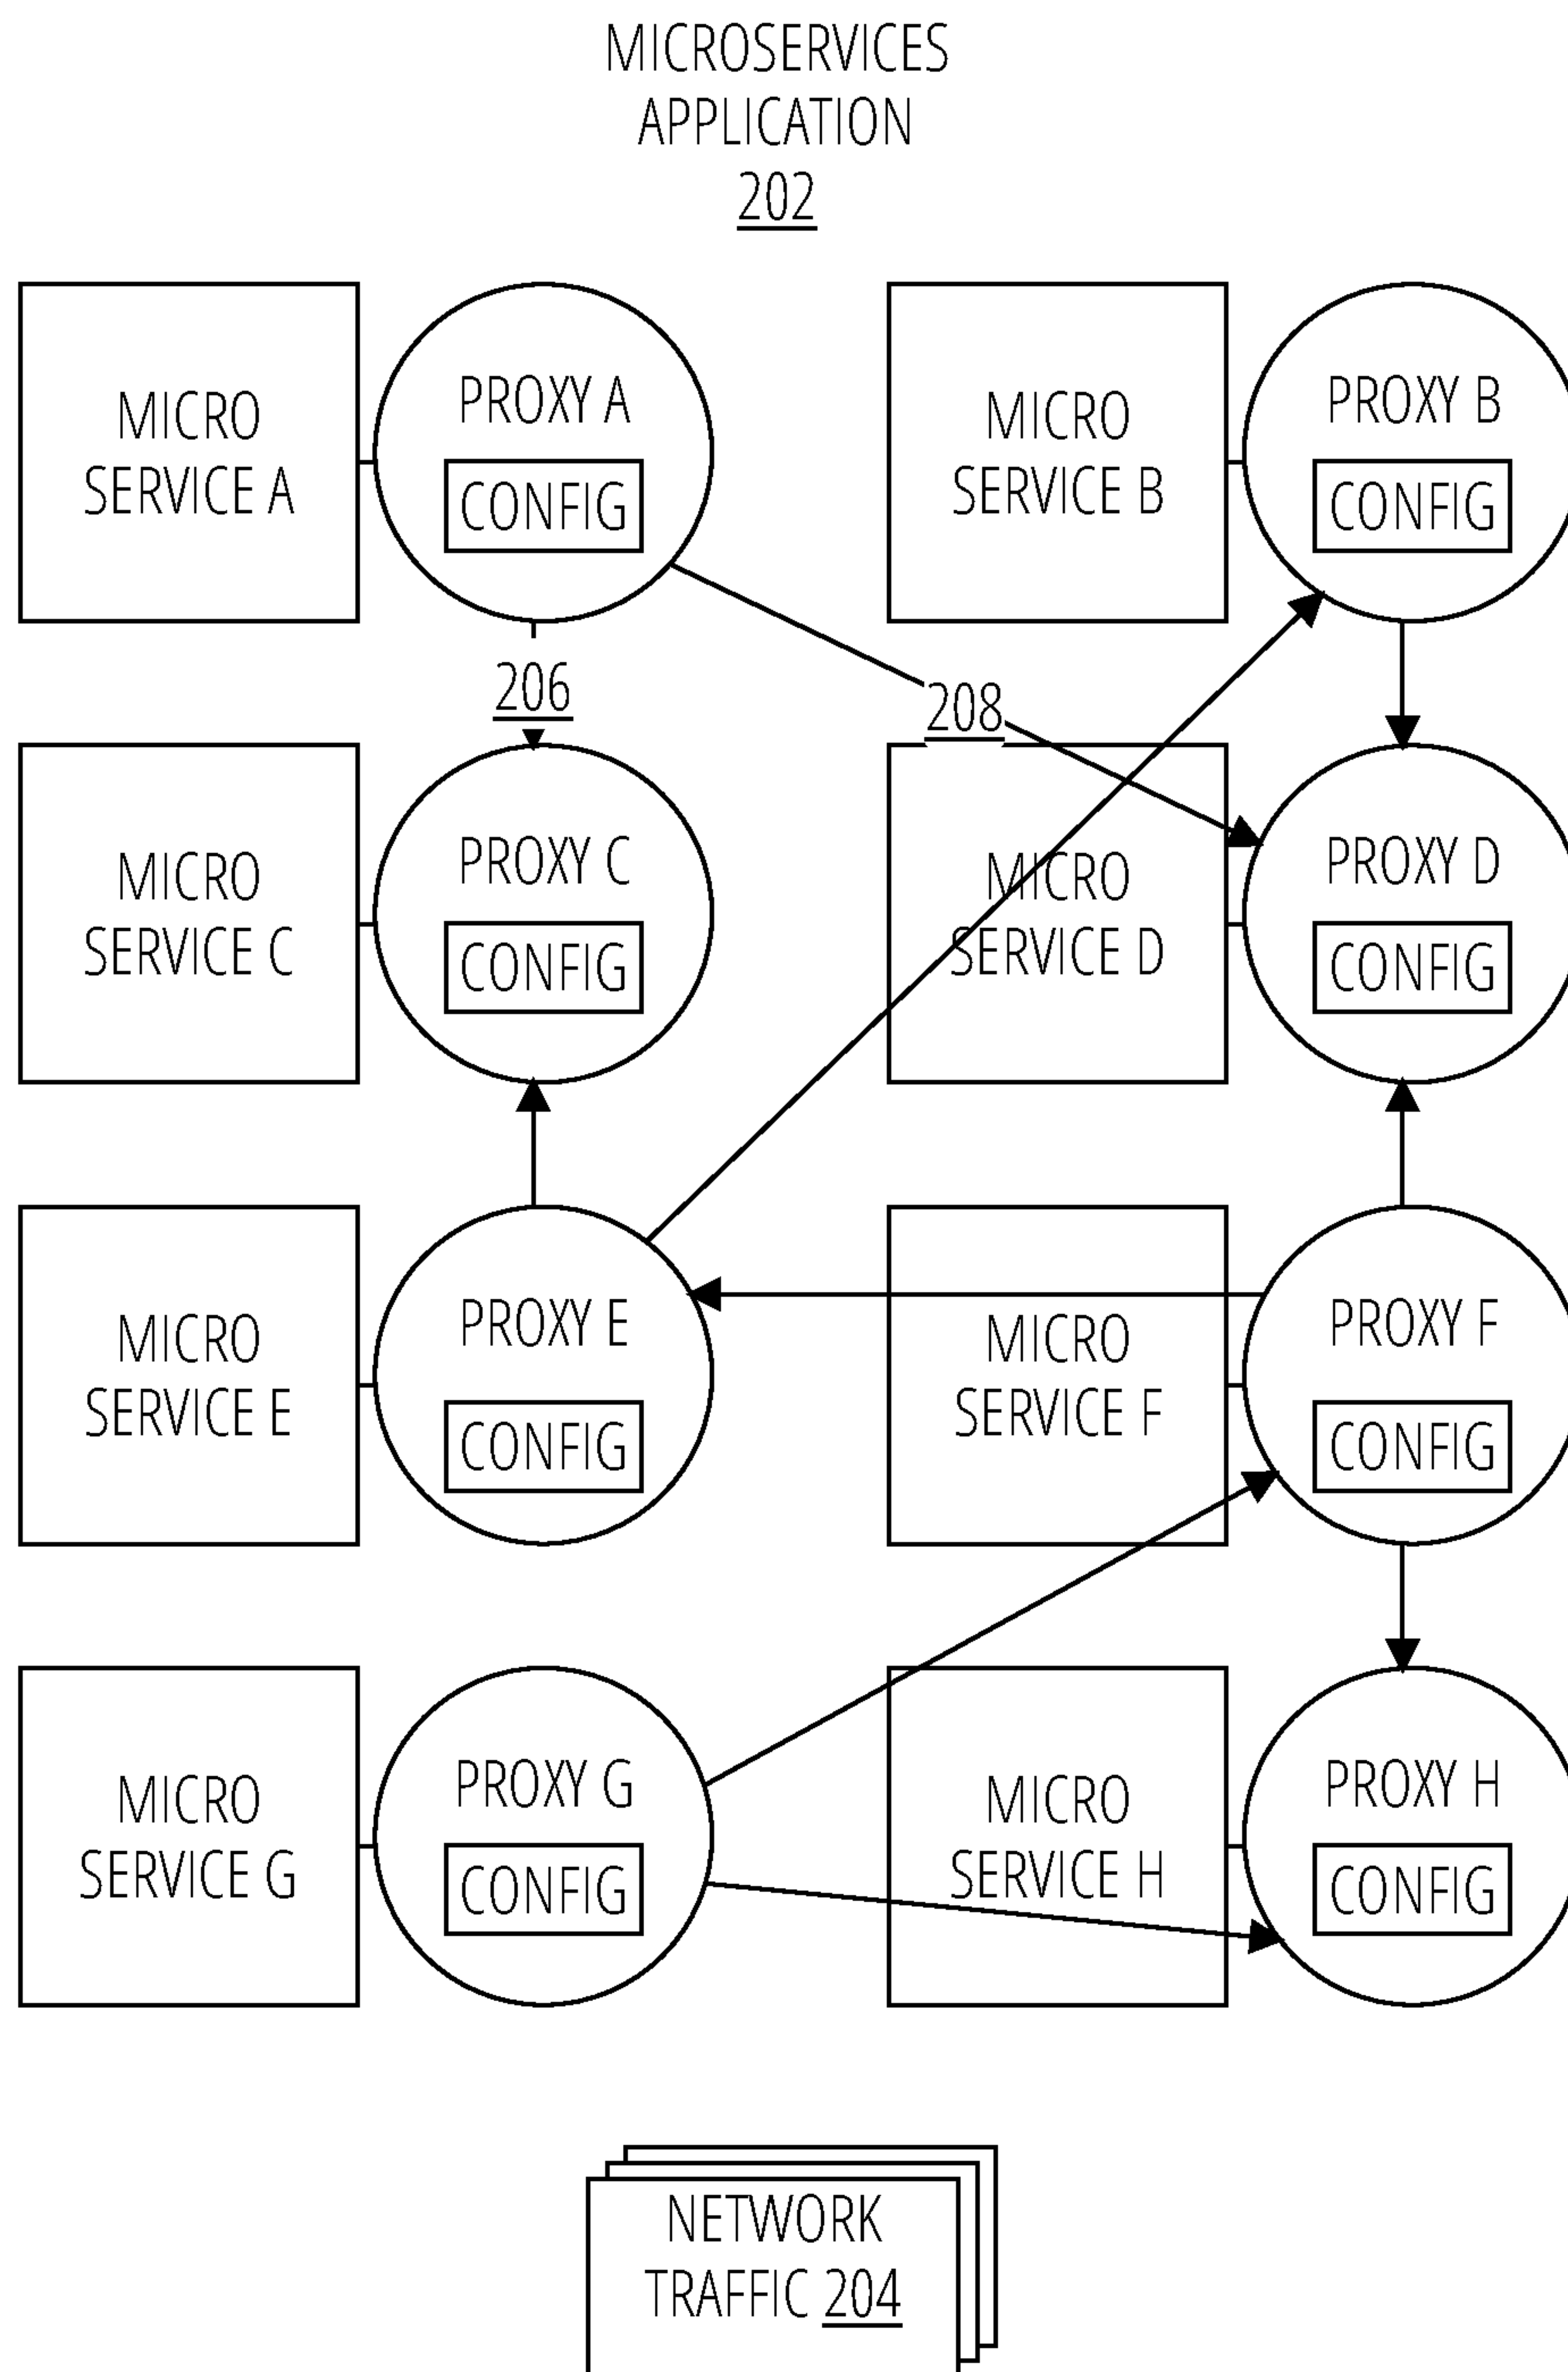 MICROSERVICES
APPLICATION
202
MICRO
SERVICE A
PROXY A
CONFIG
MICRO
SERVICE B
PROXY B
CONFIG
206
208
MICRO
SERVICE C
PROXY C
CONFIG
MICRO
SERVICE D
PROXY D
CONFIG
MICRO
SERVICE E
PROXY E
CONFIG
MICRO
SERVICE F
PROXY F
CONFIG
MICRO
SERVICE G
PROXY G
CONFIG
MICRO
SERVICE H
PROXY H
CONFIG
NETWORK
TRAFFIC 204